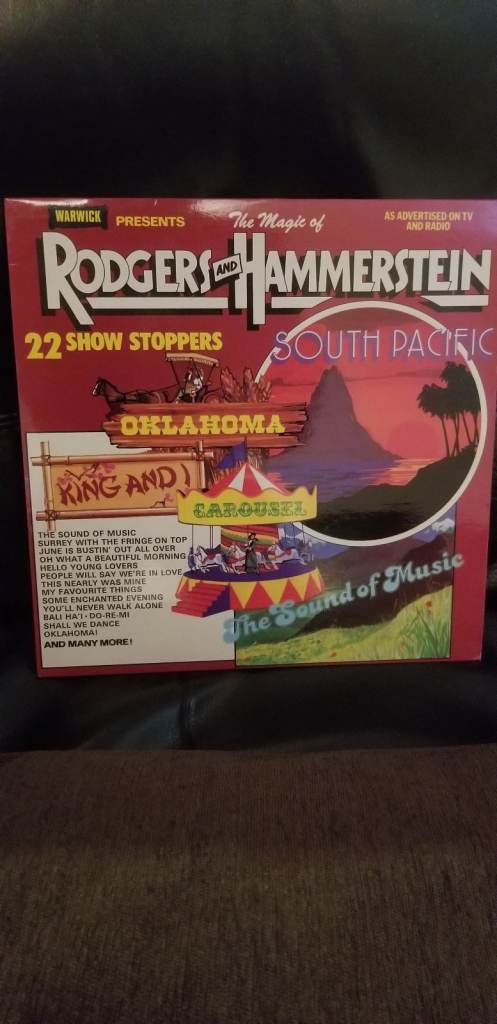 WARWICK PRESENTS The Magic of
AS ADVERTISED ON TV
AND RADIO
RODGERS AND HAMMERSTEIN
22 SHOW STOPPERS
SOUTH PACIFIC
OKLAHOMA
KING AND I
CAROUSEL
The Sound of Music
THE SOUND OF MUSIC
SURREY WITH THE FRINGE ON TOP
JUNE IS BUSTIN' OUT ALL OVER
OH WHAT A BEAUTIFUL MORNING
HELLO YOUNG LOVERS
PEOPLE WILL SAY WE'RE IN LOVE
THIS NEARLY WAS MINE
MY FAVOURITE THINGS
SOME ENCHANTED EVENING
YOU'LL NEVER WALK ALONE
BALI HA'I • DO-RE-MI
SHALL WE DANCE
OKLAHOMA!
AND MANY MORE!